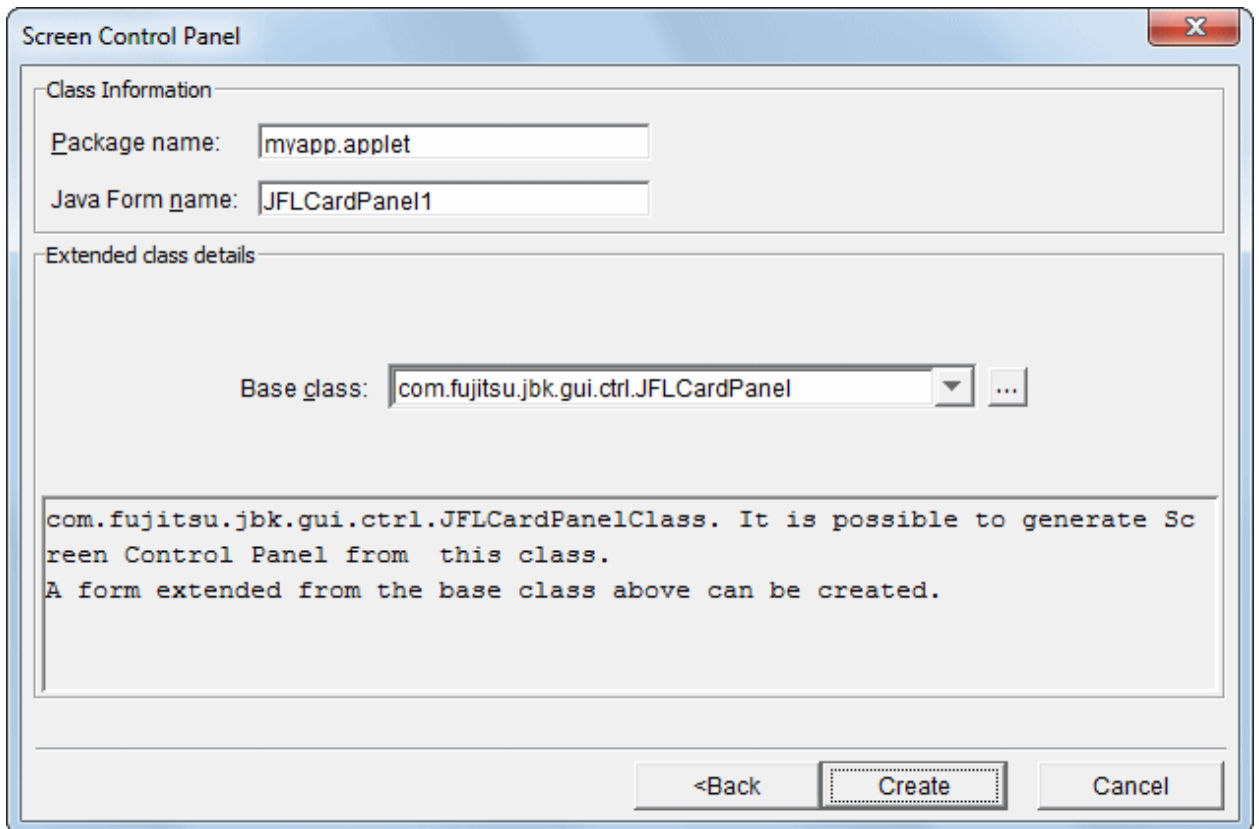 Screen Control Panel
Class Information
Package name: myapp.applet
Java Form name: JFLCardPanel1
Extended class details
Base class: com.fujitsu.jbk.gui.ctrl.JFLCardPanel ...
com.fujitsu.jbk.gui.ctrl.JFLCardPanelClass. It is possible to generate Sc
reen Control Panel from  this class.
A form extended from the base class above can be created.
<Back Create Cancel